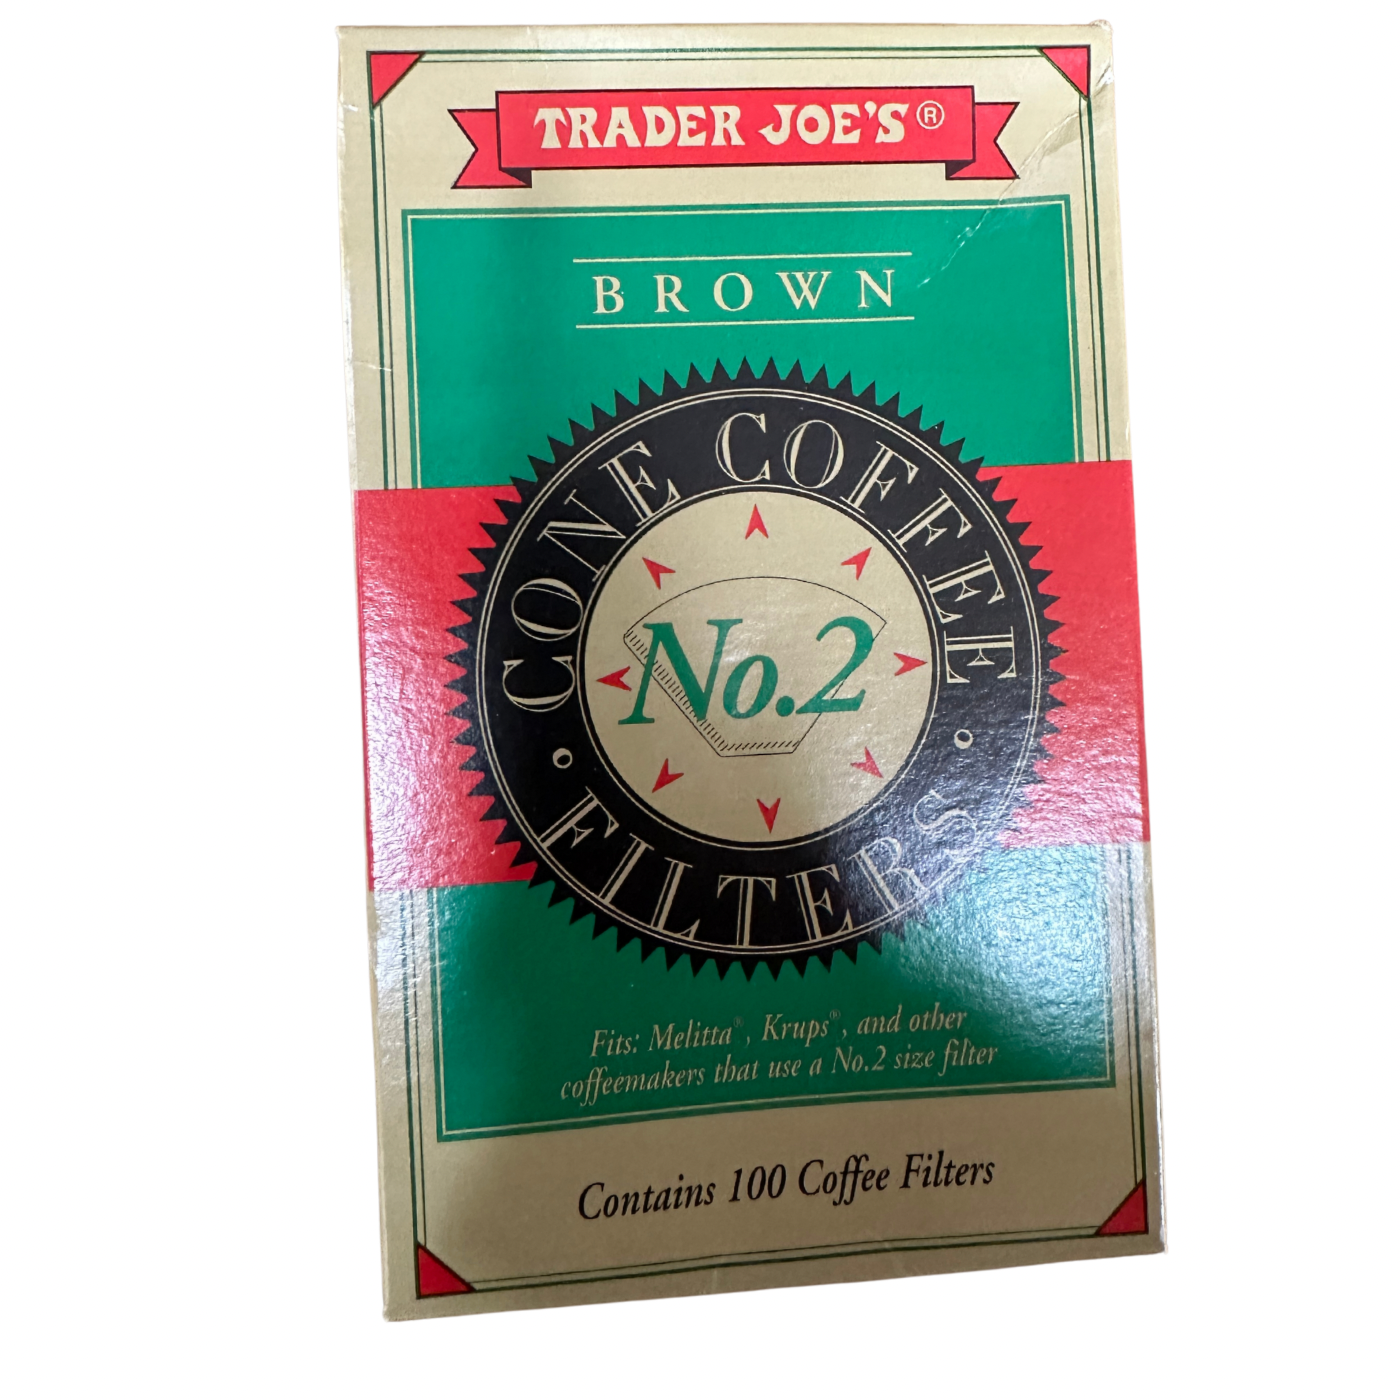 TRADER JOE'S®
BROWN
CONE COFFEE
No.2
FILTERS
Fits: Melitta®, Krups®, and other
coffeemakers that use a No.2 size filter
Contains 100 Coffee Filters